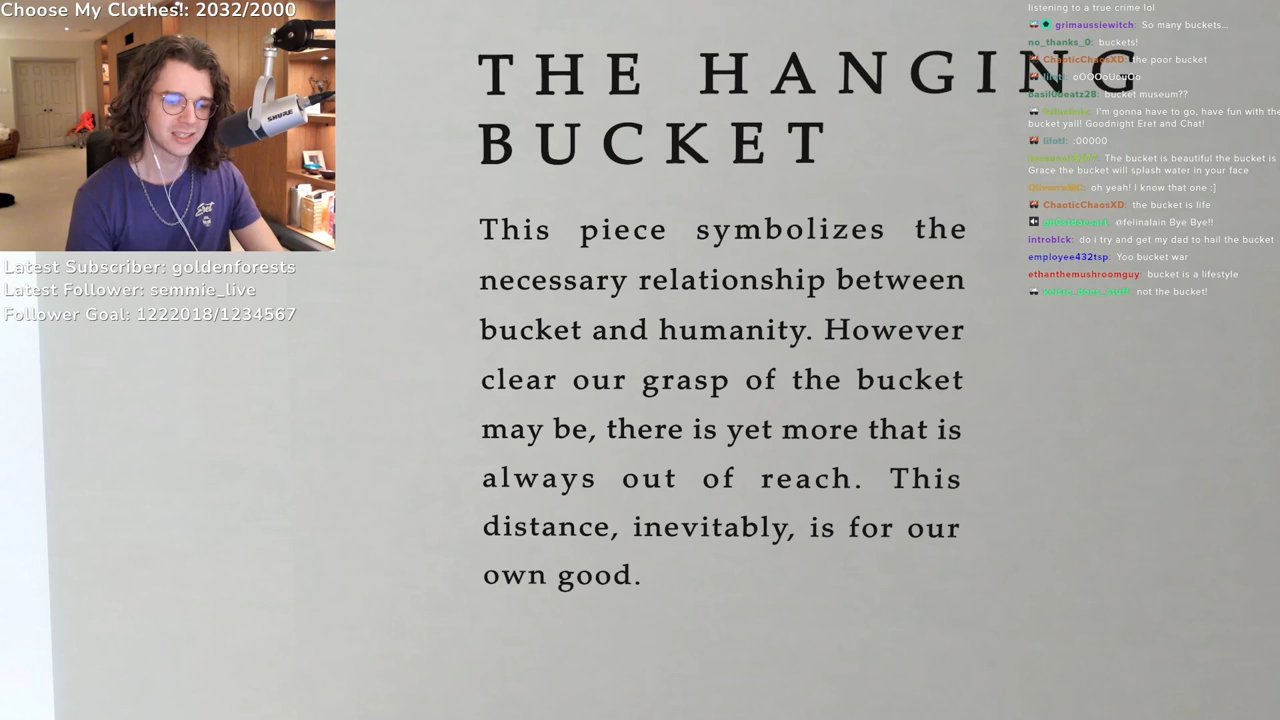 Choose My Clothes!: 2032/2000
SHURE
Eret
Latest Subscriber: goldenforests
Latest Follower: semmie_live
Follower Goal: 1222018/1234567
THE HANGING
BUCKET
This piece symbolizes the
necessary relationship between
bucket and humanity. However
clear our grasp of the bucket
may be, there is yet more that is
always out of reach. This
distance, inevitably, is for our
own good.
listening to a true crime lol
grimaussiewitch: So many buckets...
no_thanks_0: buckets!
ChaoticChaosXD: the poor bucket
Basil0beatz28: bucket museum??
I'm gonna have to go, have fun with the
bucket yall! Goodnight Eret and Chat!
lilotl: :00000
The bucket is beautiful the bucket is
Grace the bucket will splash water in your face
oh yeah! I know that one :]
ChaoticChaosXD: the bucket is life
@felinalain Bye Bye!!
introblck: do i try and get my dad to hail the bucket
employee432tsp: Yoo bucket war
ethanthemushroomguy: bucket is a lifestyle
not the bucket!